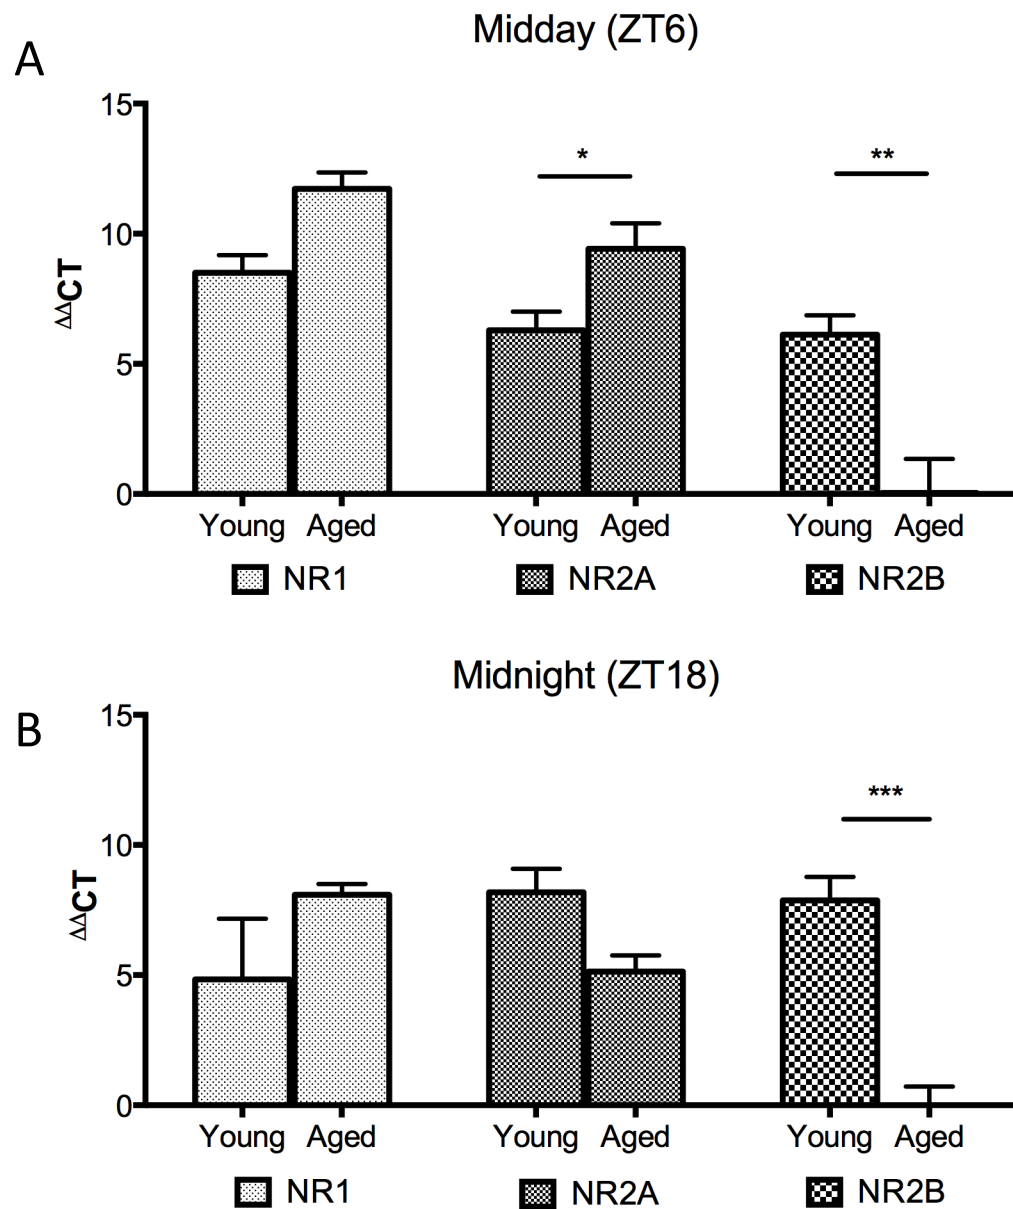 Midday (ZT6)
A
15
* **
10
ΔΔCT
5
0
Young Aged Young Aged Young Aged
NR1 NR2A NR2B
Midnight (ZT18)
B
15
***
10
ΔΔCT
5
0
Young Aged Young Aged Young Aged
NR1 NR2A NR2B